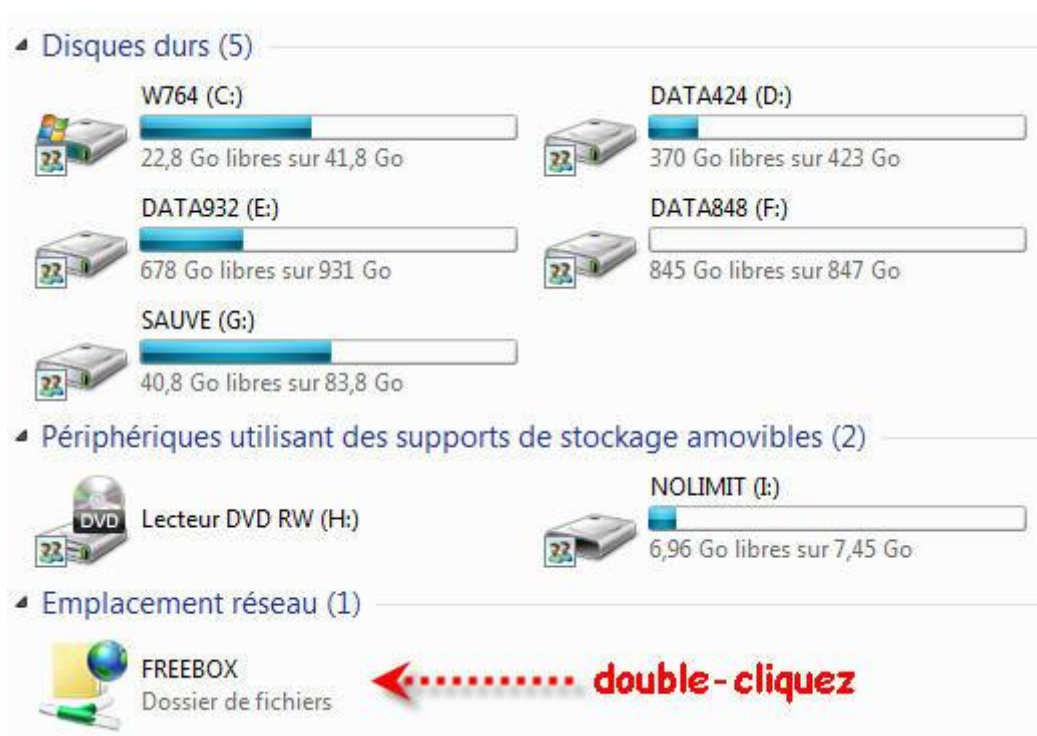 Disques durs (5)
W764 (C:)
22,8 Go libres sur 41,8 Go
DATA424 (D:)
370 Go libres sur 423 Go
DATA932 (E:)
678 Go libres sur 931 Go
DATA848 (F:)
845 Go libres sur 847 Go
SAUVE (G:)
40,8 Go libres sur 83,8 Go
Périphériques utilisant des supports de stockage amovibles (2)
DVD
Lecteur DVD RW (H:)
NOLIMIT (I:)
6,96 Go libres sur 7,45 Go
Emplacement réseau (1)
FREEBOX
Dossier de fichiers
double-cliquez